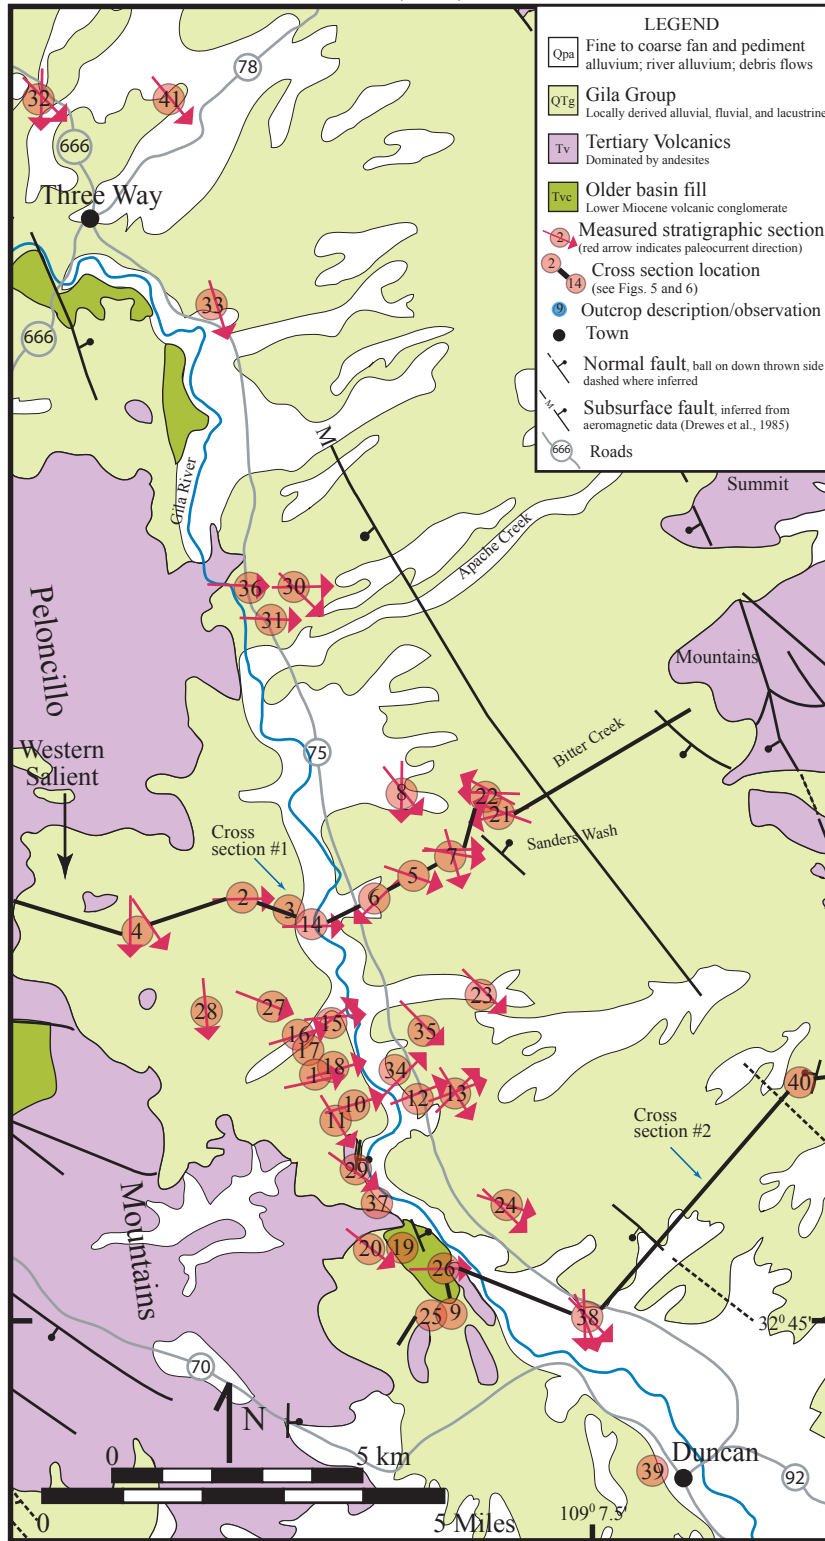 LEGEND
Qpa
Fine to coarse fan and pediment
alluvium; river alluvium; debris flows
QTg
Gila Group
Locally derived alluvial, fluvial, and lacustrine
Tv
Tertiary Volcanics
Dominated by andesites
Tvc
Older basin fill
Lower Miocene volcanic conglomerate
2
Measured stratigraphic section
(red arrow indicates paleocurrent direction)
2
14
Cross section location
(see Figs. 5 and 6)
9
Outcrop description/observation
Town
Normal fault, ball on down thrown side
dashed where inferred
M
Subsurface fault, inferred from
aeromagnetic data (Drewes et al., 1985)
666
Roads
78
32
41
666
Three Way
33
666
M
Gila River
Summit
Apache Creek
36
30
31
Peloncillo
Mountains
Western
Salient
75
Bitter Creek
8
22
21
Cross
section #1
Sanders Wash
7
5
2
6
3
14
4
23
27
28
15
16
35
17
18
1
34
40
12
13
10
11
Cross
section #2
29
37
24
Mountains
20
19
26
25
9
38
32⁰ 45'
70
N
0
5 km
Duncan
39
92
0
5 Miles
109⁰ 7.5'